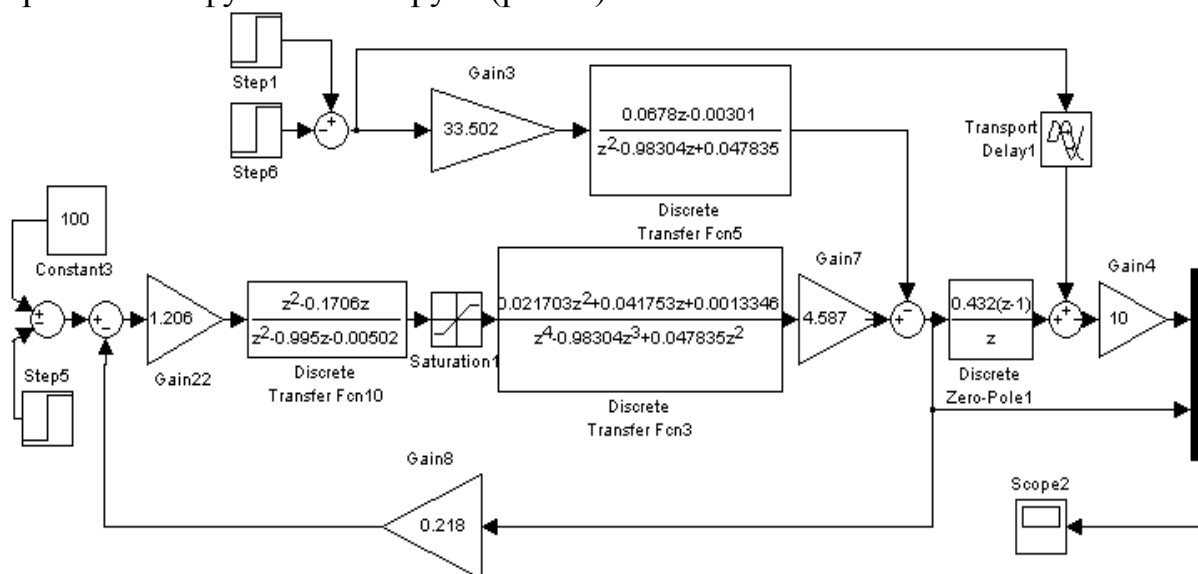 Step1
Gain3
33.502
0.0678z-0.00301
z2-0.98304z+0.047835
Discrete
Transfer Fcn5
Transport
Delay1
Step6
100
Constant3
Step5
1.206
Gain22
z2-0.1706z
z2-0.995z-0.00502
Discrete
Transfer Fcn10
Saturation1
0.021703z2+0.041753z+0.0013346
z4-0.98304z3+0.047835z2
Discrete
Transfer Fcn3
Gain7
4.587
0.432(z-1)
z
Discrete
Zero-Pole1
Gain4
10
Gain8
0.218
Scope2